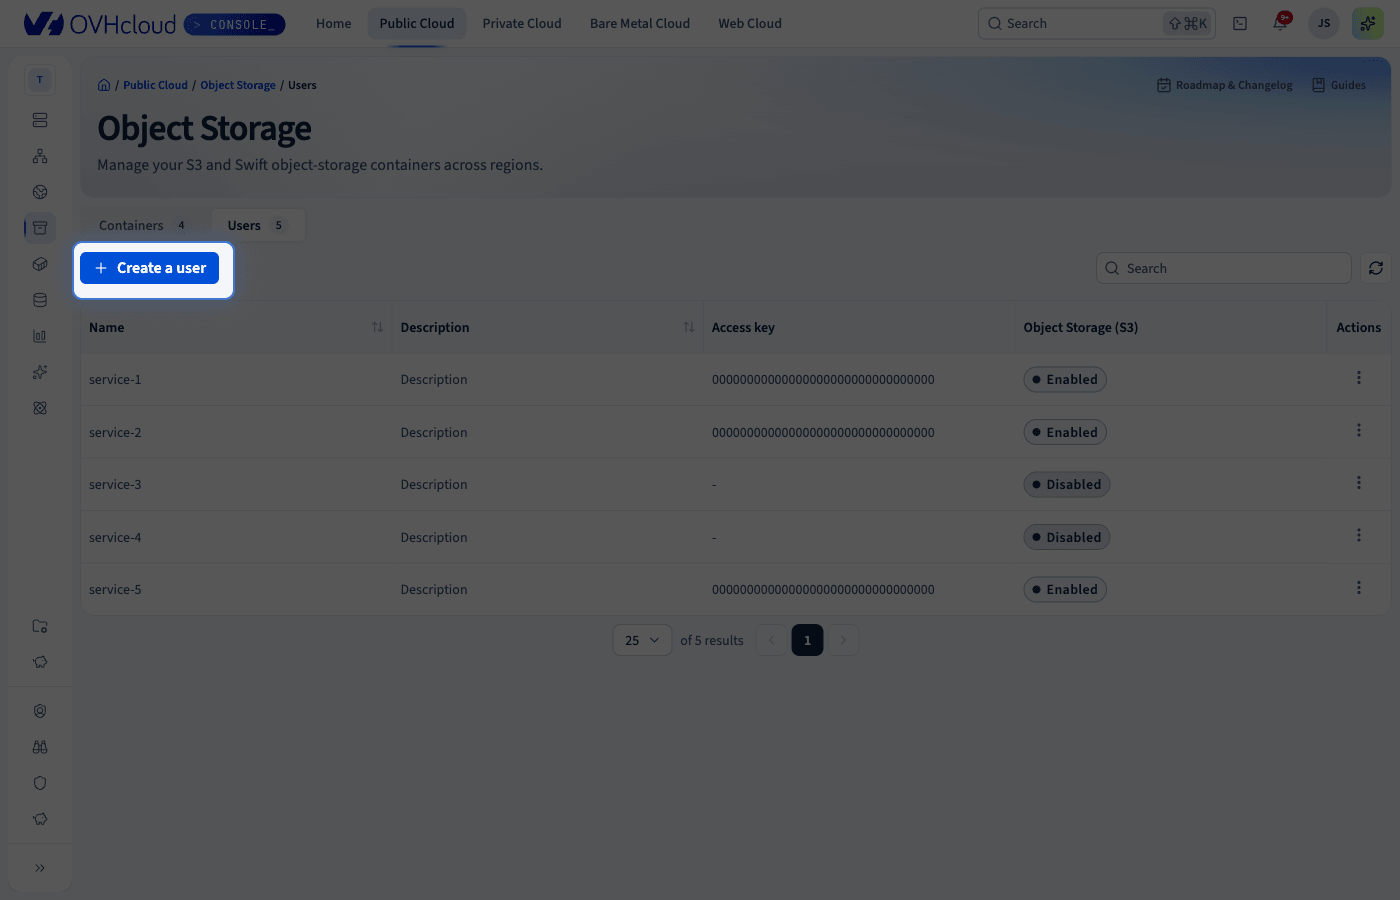 OVHcloud > CONSOLE_ Home Public Cloud Private Cloud Bare Metal Cloud Web Cloud Search ⇧⌘K 9+ JS
T
/ Public Cloud / Object Storage / Users Roadmap & Changelog Guides
Object Storage
Manage your S3 and Swift object-storage containers across regions.
Containers 4 Users 5
+ Create a user Search
Name Description Access key Object Storage (S3) Actions
service-1 Description 00000000000000000000000000000000 Enabled
service-2 Description 00000000000000000000000000000000 Enabled
service-3 Description - Disabled
service-4 Description - Disabled
service-5 Description 00000000000000000000000000000000 Enabled
25 of 5 results 1